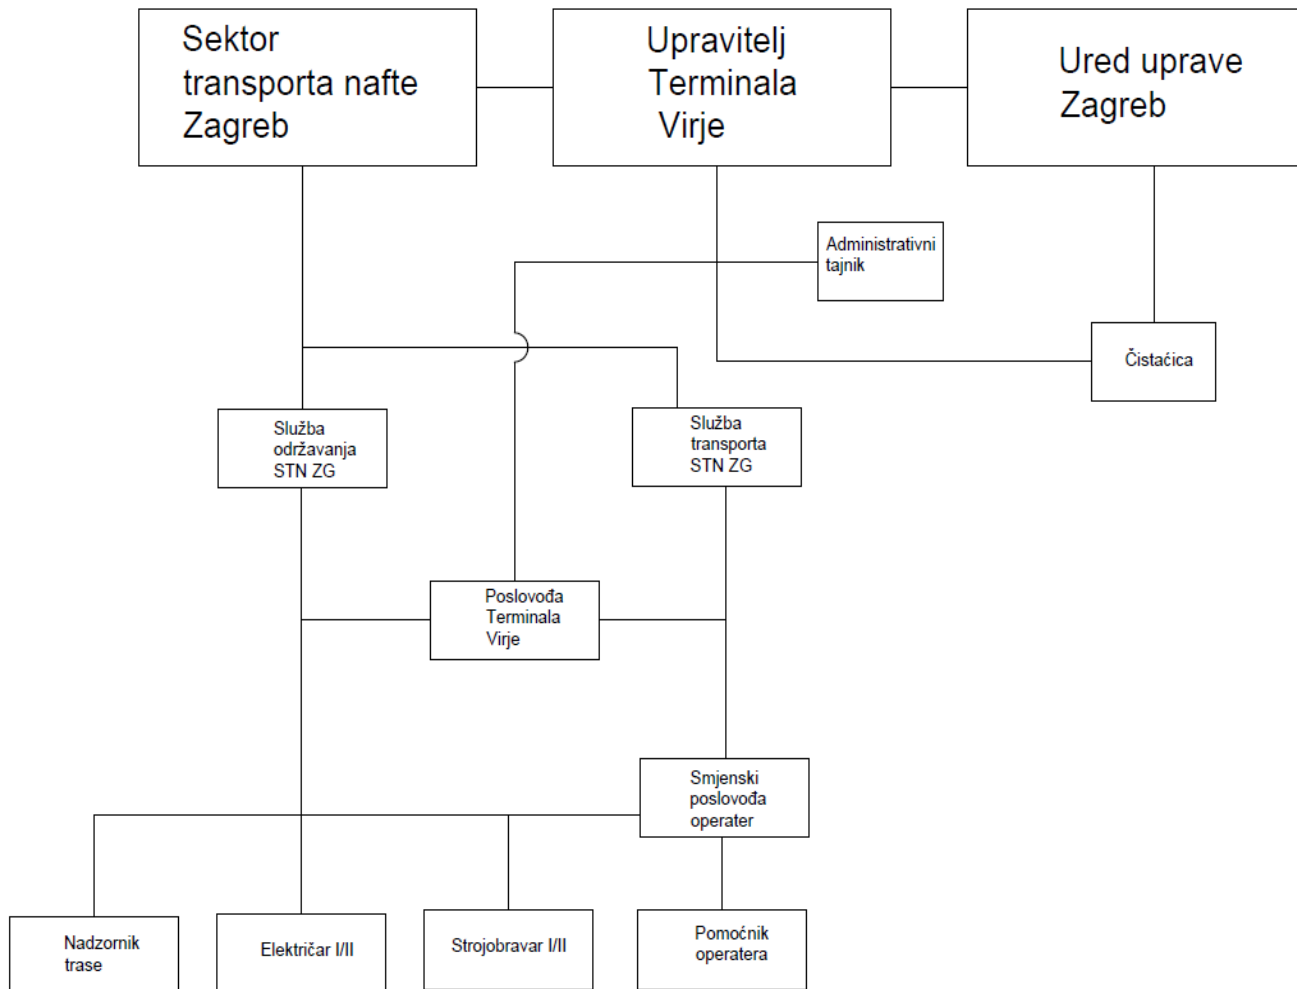 Sektor
transporta nafte
Zagreb
Upravitelj
Terminala
Virje
Ured uprave
Zagreb
Administrativni
tajnik
Čistaćica
Služba
održavanja
STN ZG
Služba
transporta
STN ZG
Poslovođa
Terminala
Virje
Smjenski
poslovođa
operater
Nadzornik
trase
Električar I/II
Strojobravar I/II
Pomoćnik
operatera